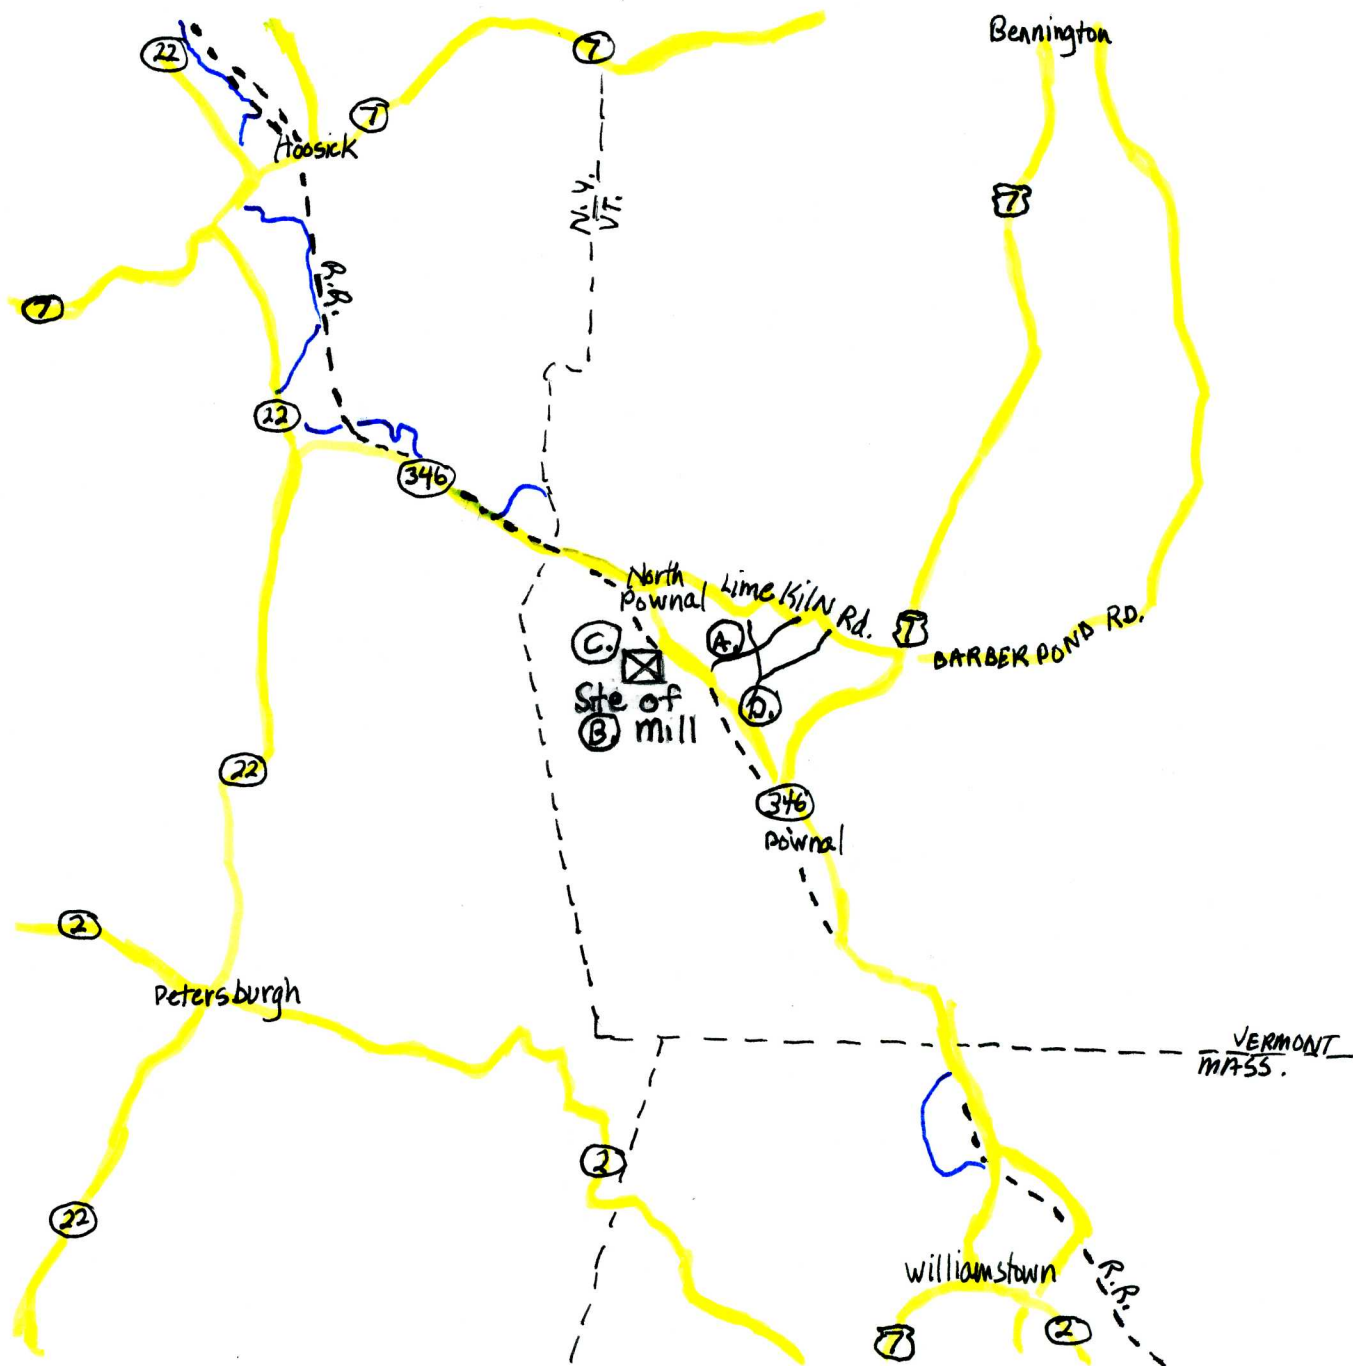 Bennington
22
7
7
Hoosick
N.Y.
VT.
7
R.R.
7
22
346
North
Pownal
Lime Kiln Rd.
7
BARBER POND RD.
C.
A.
Site of
B. Mill
D.
22
346
Pownal
2
Petersburgh
VERMONT
MASS.
2
22
Williamstown
R.R.
7
2